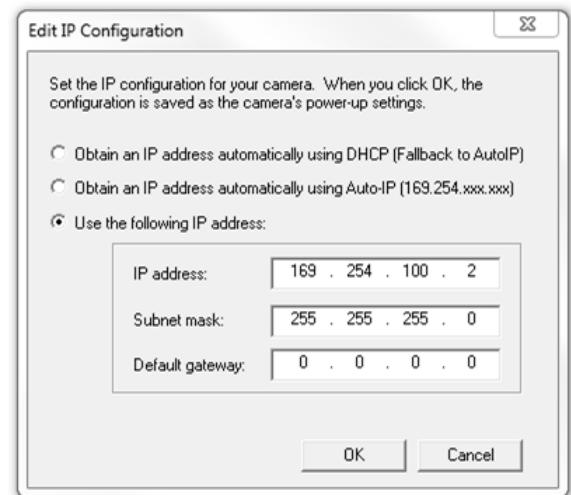 Edit IP Configuration
Set the IP configuration for your camera. When you click OK, the
configuration is saved as the camera's power-up settings.
Obtain an IP address automatically using DHCP (Fallback to AutoIP)
Obtain an IP address automatically using Auto-IP (169.254.xxx.xxx)
Use the following IP address:
IP address: 169 . 254 . 100 . 2
Subnet mask: 255 . 255 . 255 . 0
Default gateway: 0 . 0 . 0 . 0
OK Cancel